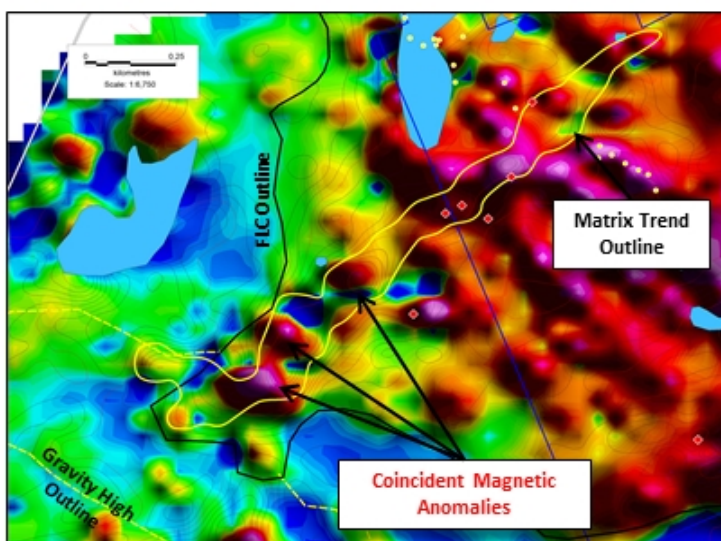 0 0.25
kilometres
Scale: 1:6,750
FLC Outline
Matrix Trend
Outline
Gravity High
Outline
Coincident Magnetic
Anomalies